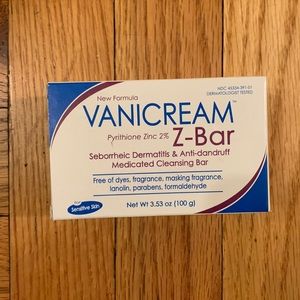 NDC 45334-391-01
DERMATOLOGIST TESTED
New Formula
VANICREAM™
Pyrithione Zinc 2% Z-Bar
Seborrheic Dermatitis & Anti-dandruff
Medicated Cleansing Bar
Free of dyes, fragrance, masking fragrance,
lanolin, parabens, formaldehyde
Sensitive Skin
Net Wt 3.53 oz (100 g)